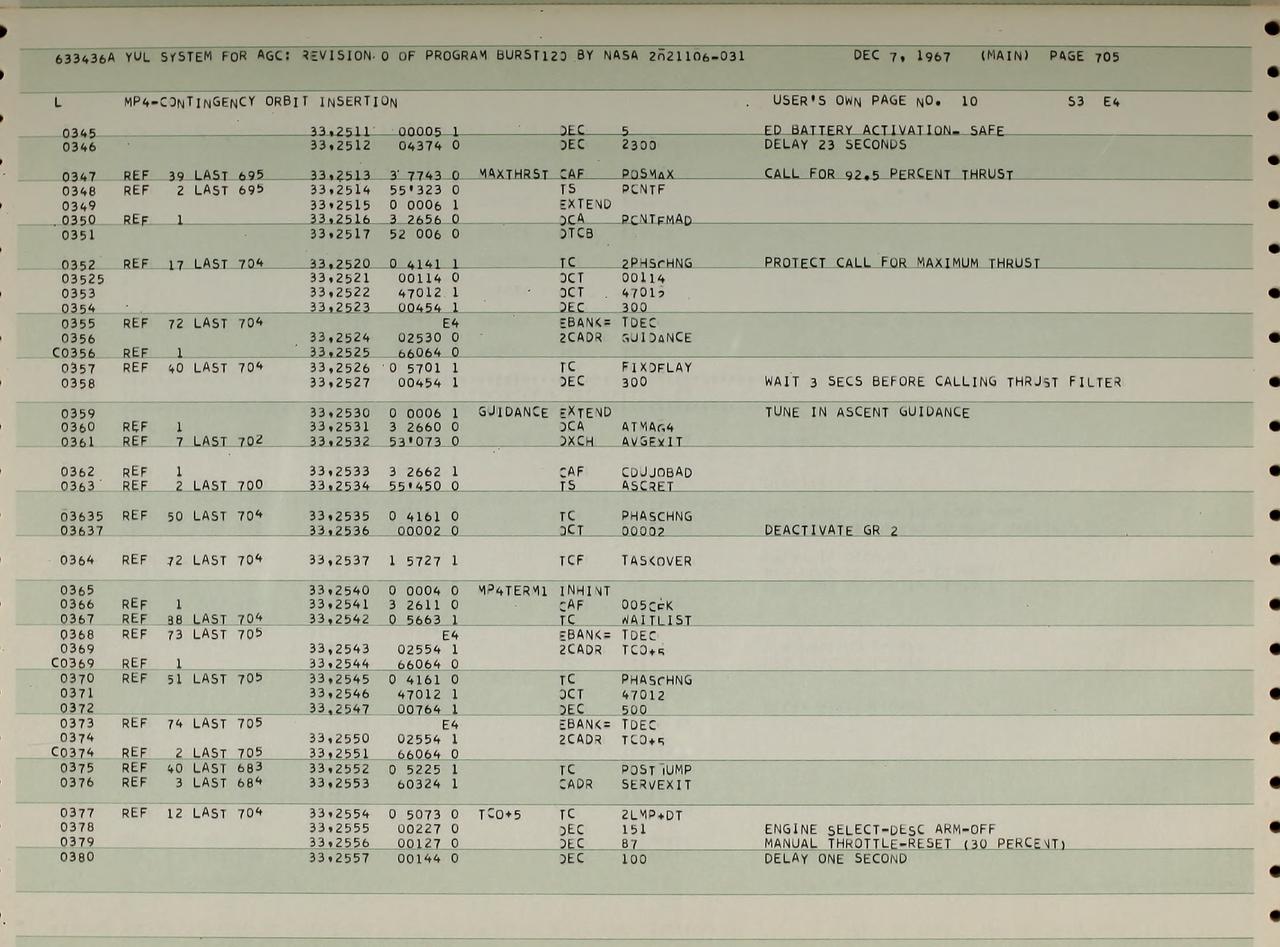 633436A YUL SYSTEM FOR AGC: REVISION 0 OF PROGRAM BURST120 BY NASA 2021106-031 DEC 7, 1967 (MAIN) PAGE 705
L MP4-CONTINGENCY ORBIT INSERTION USER'S OWN PAGE NO. 10 S3 E4
0345 33,2511 00005 1 DEC 5 ED BATTERY ACTIVATION- SAFE
0346 33,2512 04374 0 DEC 2300 DELAY 23 SECONDS
0347 REF 39 LAST 695 33,2513 3 7743 0 MAXTHRST CAF POSMAX CALL FOR 92.5 PERCENT THRUST
0348 REF 2 LAST 695 33,2514 55'323 0 TS PCNTF
0349 33,2515 0 0006 1 EXTEND
0350 REF 1 33,2516 3 2656 0 DCA PCNTFMAD
0351 33,2517 52 006 0 DTCB
0352 REF 17 LAST 704 33,2520 0 4141 1 TC 2PHSCHNG PROTECT CALL FOR MAXIMUM THRUST
03525 33,2521 00114 0 OCT 00114
0353 33,2522 47012 1 OCT 47012
0354 33,2523 00454 1 DEC 300
0355 REF 72 LAST 704 E4 EBANK= TDEC
0356 33,2524 02530 0 2CADR GUIDANCE
C0356 REF 1 33,2525 66064 0
0357 REF 40 LAST 704 33,2526 0 5701 1 TC FIXDELAY
0358 33,2527 00454 1 DEC 300 WAIT 3 SECS BEFORE CALLING THRUST FILTER
0359 33,2530 0 0006 1 GUIDANCE EXTEND TUNE IN ASCENT GUIDANCE
0360 REF 1 33,2531 3 2660 0 DCA ATMAG4
0361 REF 7 LAST 702 33,2532 53'073 0 DXCH AVGEXIT
0362 REF 1 33,2533 3 2662 1 CAF CDUJOBAD
0363 REF 2 LAST 700 33,2534 55'450 0 TS ASCRET
03635 REF 50 LAST 704 33,2535 0 4161 0 TC PHASCHNG
03637 33,2536 00002 0 OCT 00002 DEACTIVATE GR 2
0364 REF 72 LAST 704 33,2537 1 5727 1 TCF TASKOVER
0365 33,2540 0 0004 0 MP4TERM1 INHINT
0366 REF 1 33,2541 3 2611 0 CAF 005CEK
0367 REF 88 LAST 704 33,2542 0 5663 1 TC WAITLIST
0368 REF 73 LAST 705 E4 EBANK= TDEC
0369 33,2543 02554 1 2CADR TCO+5
C0369 REF 1 33,2544 66064 0
0370 REF 51 LAST 705 33,2545 0 4161 0 TC PHASCHNG
0371 33,2546 47012 1 OCT 47012
0372 33,2547 00764 1 DEC 500
0373 REF 74 LAST 705 E4 EBANK= TDEC
0374 33,2550 02554 1 2CADR TCO+5
C0374 REF 2 LAST 705 33,2551 66064 0
0375 REF 40 LAST 683 33,2552 0 5225 1 TC POSTJUMP
0376 REF 3 LAST 684 33,2553 60324 1 CADR SERVEXIT
0377 REF 12 LAST 704 33,2554 0 5073 0 TCO+5 TC 2LMP+DT
0378 33,2555 00227 0 DEC 151 ENGINE SELECT-DESC ARM-OFF
0379 33,2556 00127 0 DEC 87 MANUAL THROTTLE-RESET (30 PERCENT)
0380 33,2557 00144 0 DEC 100 DELAY ONE SECOND